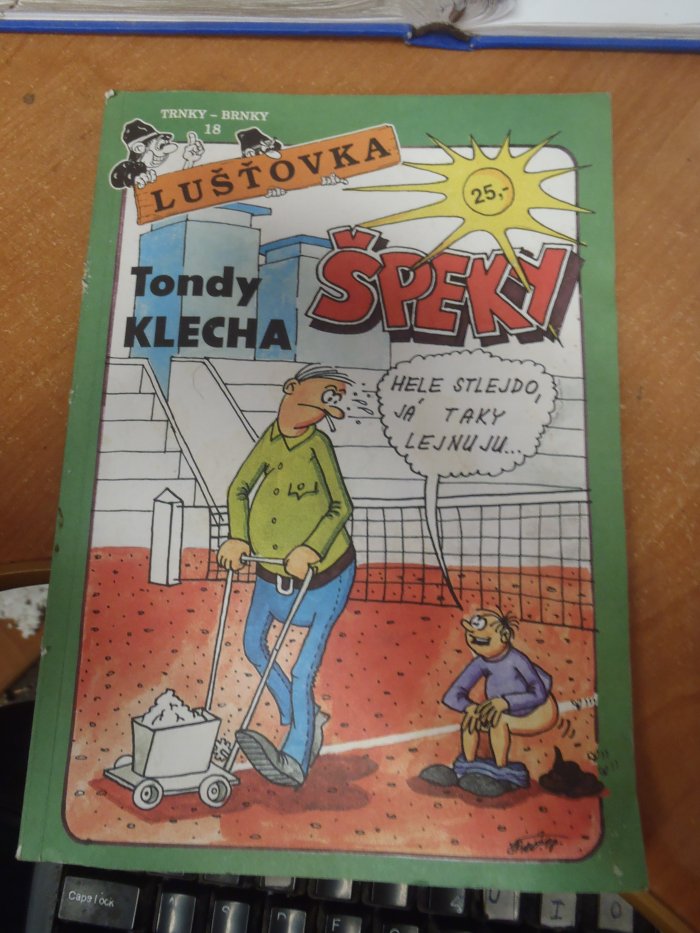 TRNKY – BRNKY
18
LUŠŤOVKA
25,-
Tondy
KLECHA
ŠPEKY
HELE STLEJDO,
JÁ TAKY
LEJNUJU...
Caps lock
U
I
O